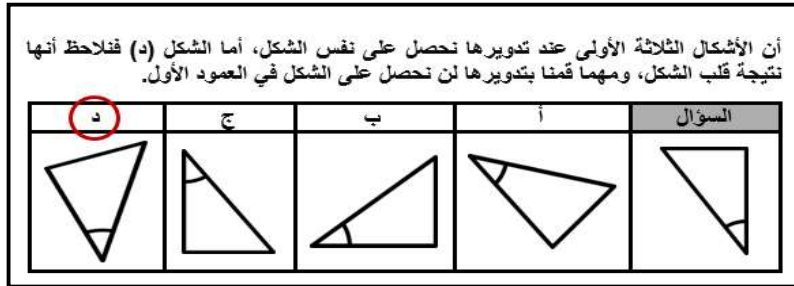 أن الأشكال الثلاثة الأولى عند تدويرها نحصل على نفس الشكل، أما الشكل (د) فنلاحظ أنها
نتيجة قلب الشكل، ومهما قمنا بتدويرها لن نحصل على الشكل في العمود الأول.
السؤال أ ب ج د